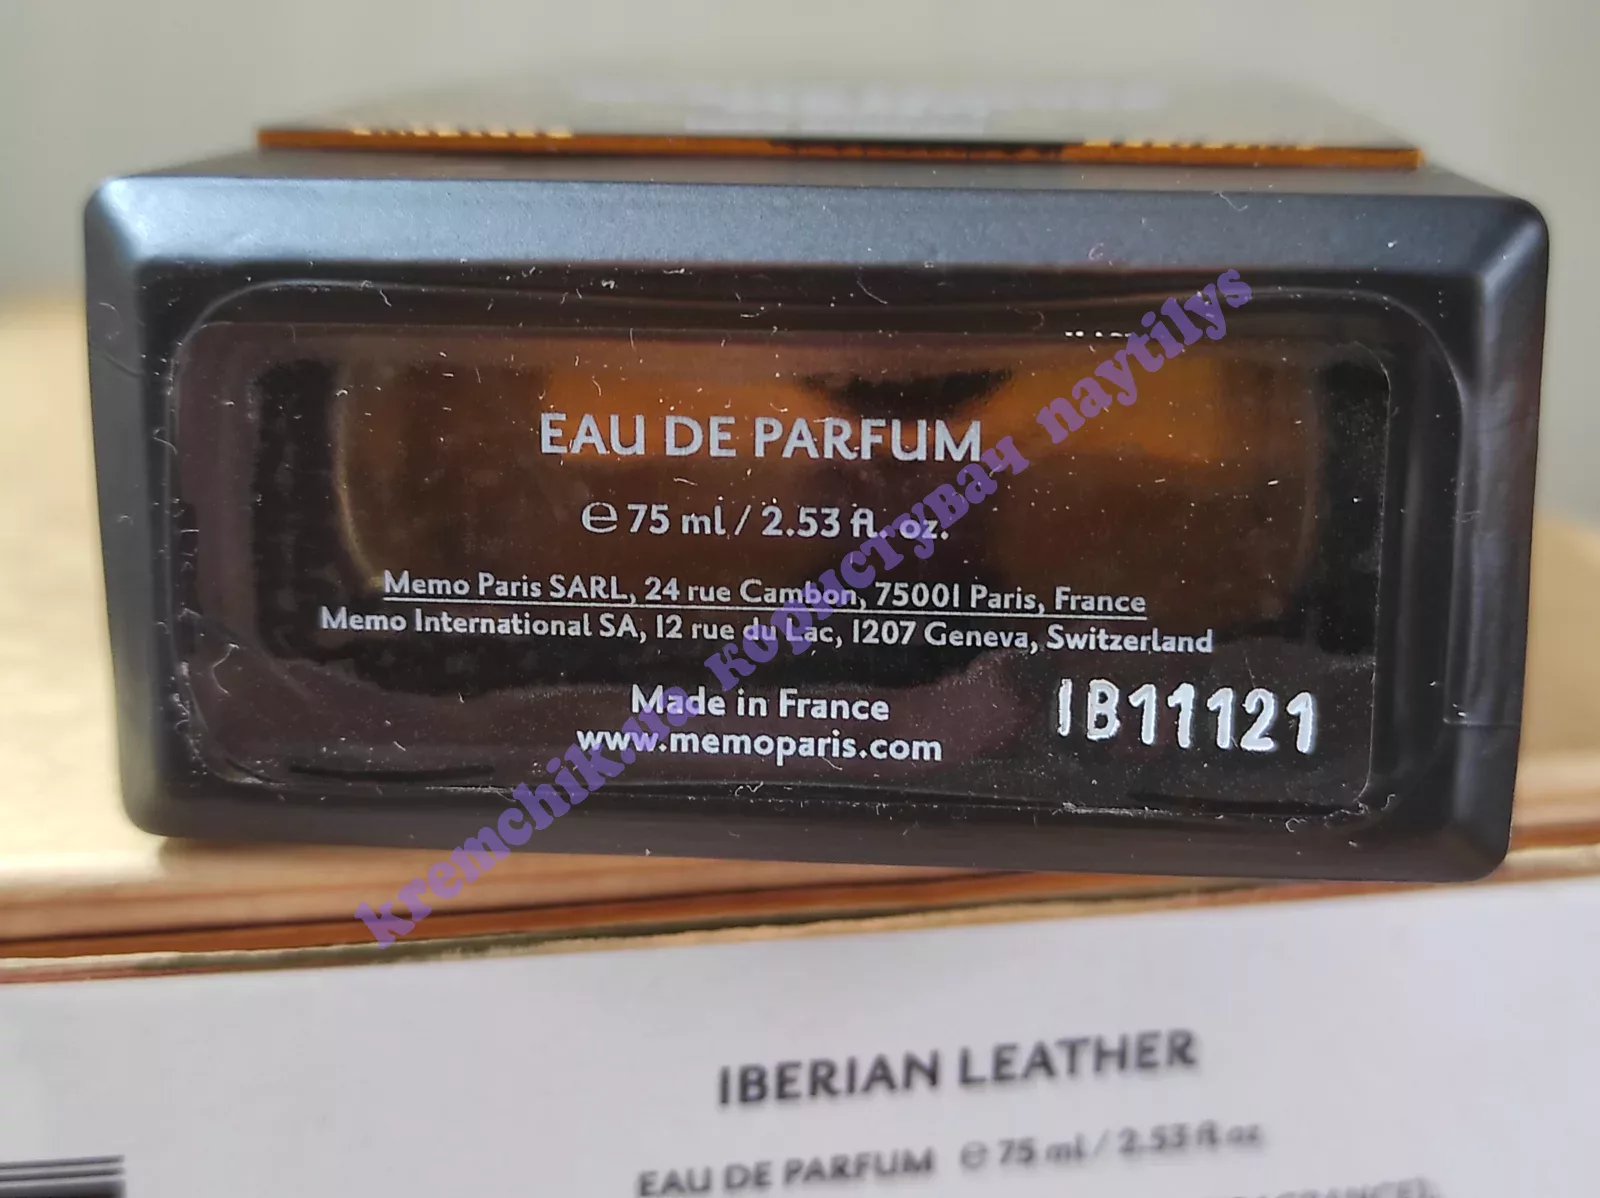 EAU DE PARFUM
℮ 75 ml / 2.53 fl. oz.
Memo Paris SARL, 24 rue Cambon, 75001 Paris, France
Memo International SA, 12 rue du Lac, 1207 Geneva, Switzerland
Made in France
www.memoparis.com
IB11121
kremchik.ua користувач naytilys
IBERIAN LEATHER
EAU DE PARFUM ℮ 75 ml / 2.53 fl oz